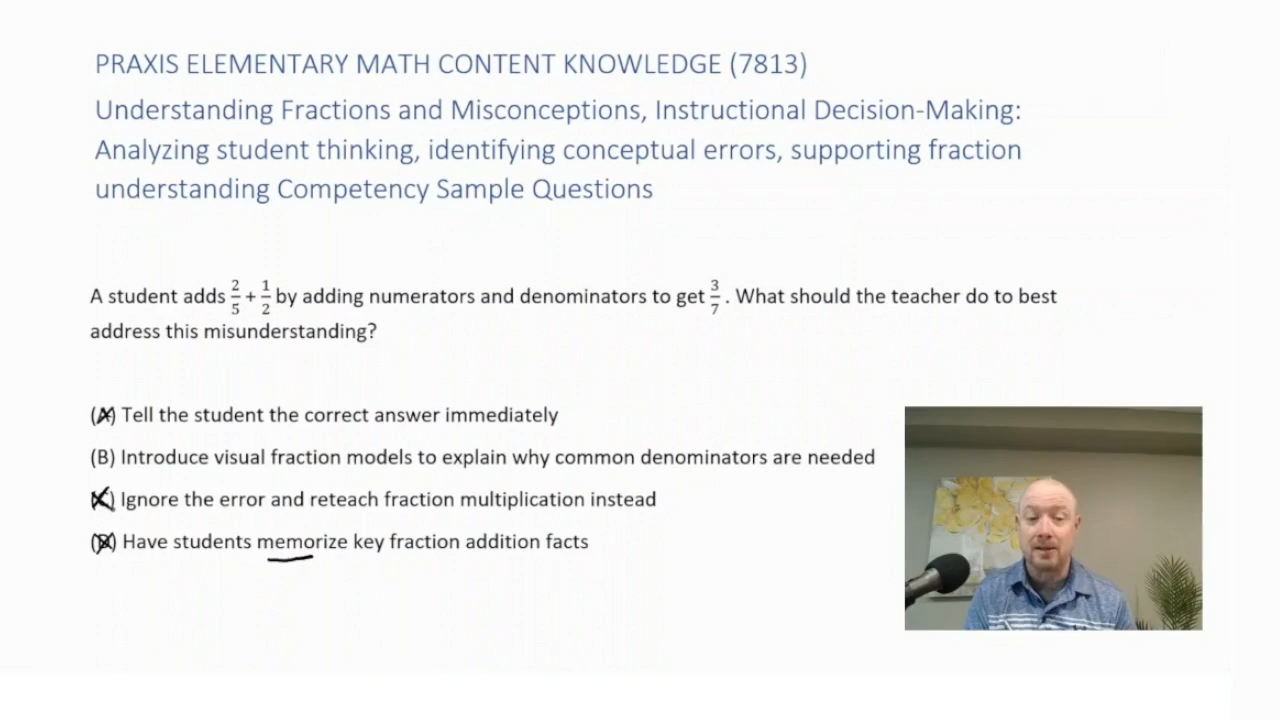 PRAXIS ELEMENTARY MATH CONTENT KNOWLEDGE (7813)
Understanding Fractions and Misconceptions, Instructional Decision-Making:
Analyzing student thinking, identifying conceptual errors, supporting fraction
understanding Competency Sample Questions
A student adds 2/5 + 1/2 by adding numerators and denominators to get 3/7 . What should the teacher do to best
address this misunderstanding?
(A) Tell the student the correct answer immediately
(B) Introduce visual fraction models to explain why common denominators are needed
(C) Ignore the error and reteach fraction multiplication instead
(D) Have students memorize key fraction addition facts